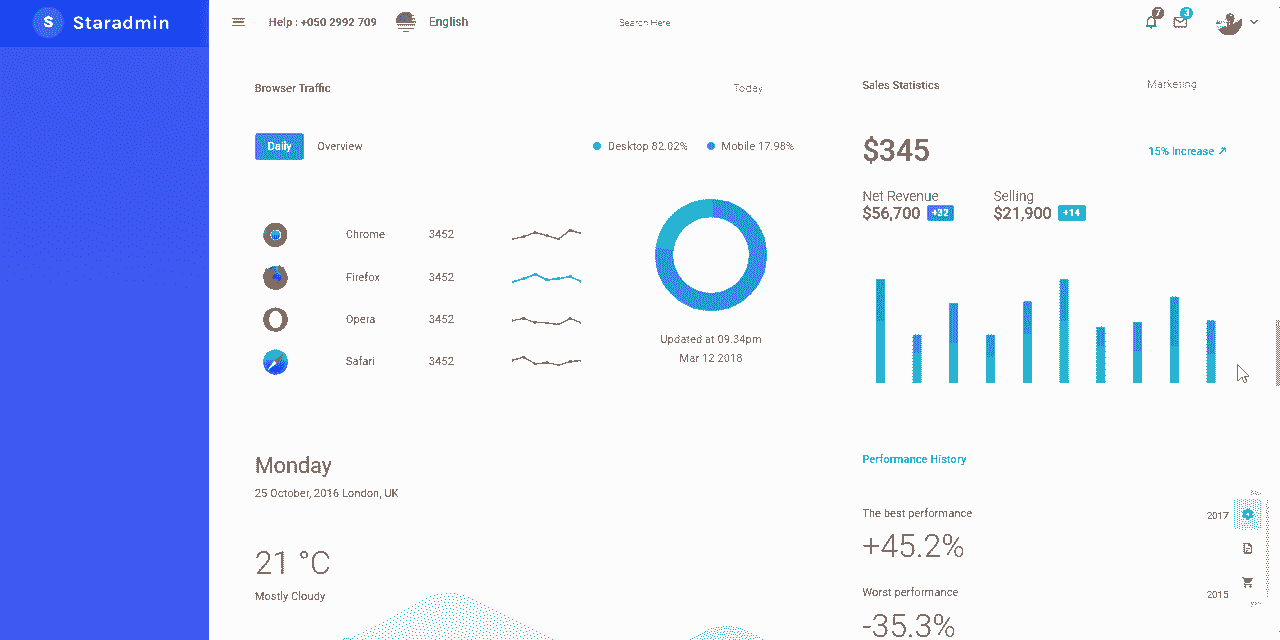 S Staradmin
Help : +050 2992 709 English Search Here 7 3
Browser Traffic Today
Daily Overview Desktop 82.02% Mobile 17.98%
Chrome 3452
Firefox 3452
Opera 3452
Safari 3452
Updated at 09.34pm
Mar 12 2018
Sales Statistics Marketing
$345 15% Increase
Net Revenue Selling
$56,700 +32 $21,900 +14
Monday
25 October, 2016 London, UK
21 °C
Mostly Cloudy
Performance History
The best performance 2017
+45.2%
Worst performance 2015
-35.3%